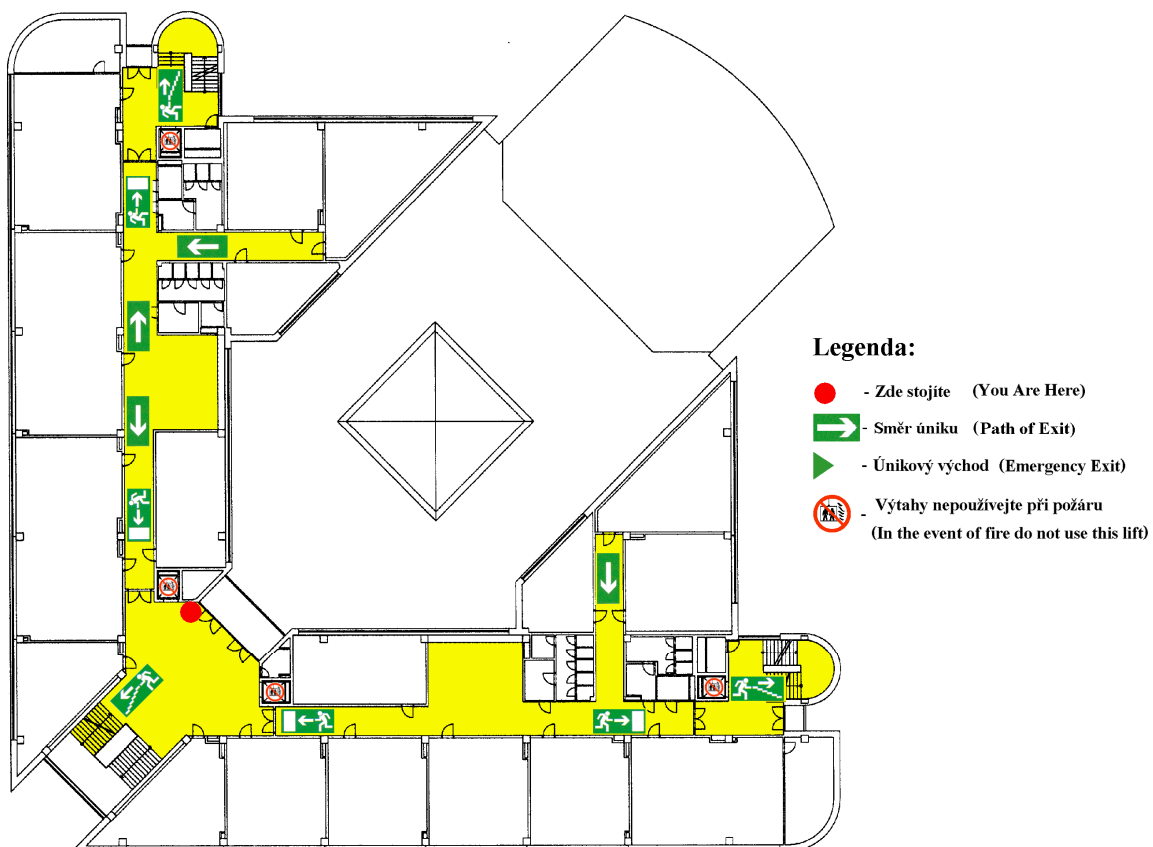 Legenda:
- Zde stojíte (You Are Here)
- Směr úniku (Path of Exit)
- Únikový východ (Emergency Exit)
- Výtahy nepoužívejte při požáru
(In the event of fire do not use this lift)